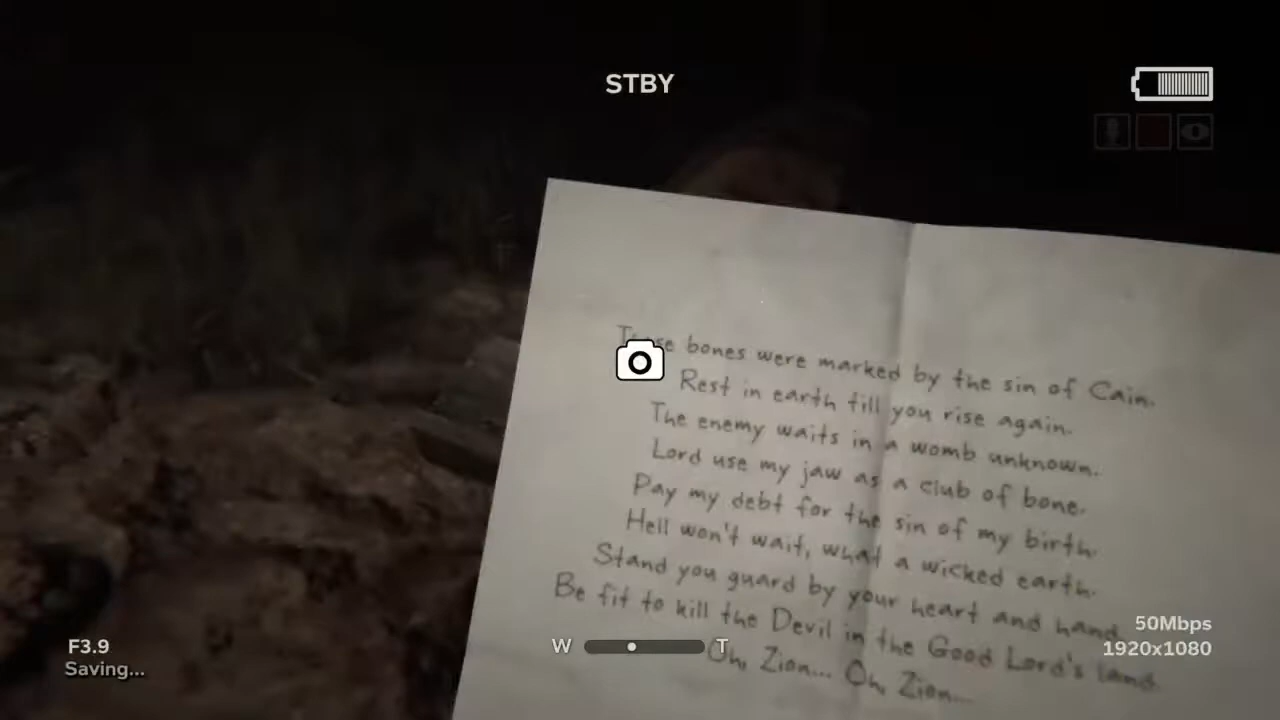 STBY
These bones were marked by the sin of Cain.
Rest in earth till you rise again.
The enemy waits in a womb unknown.
Lord use my jaw as a club of bone.
Pay my debt for the sin of my birth.
Hell won't wait, what a wicked earth.
Stand you guard by your heart and hand.
Be fit to kill the Devil in the Good Lord's land.
Oh, Zion... Oh, Zion...
F3.9
Saving...
W T
50Mbps
1920x1080